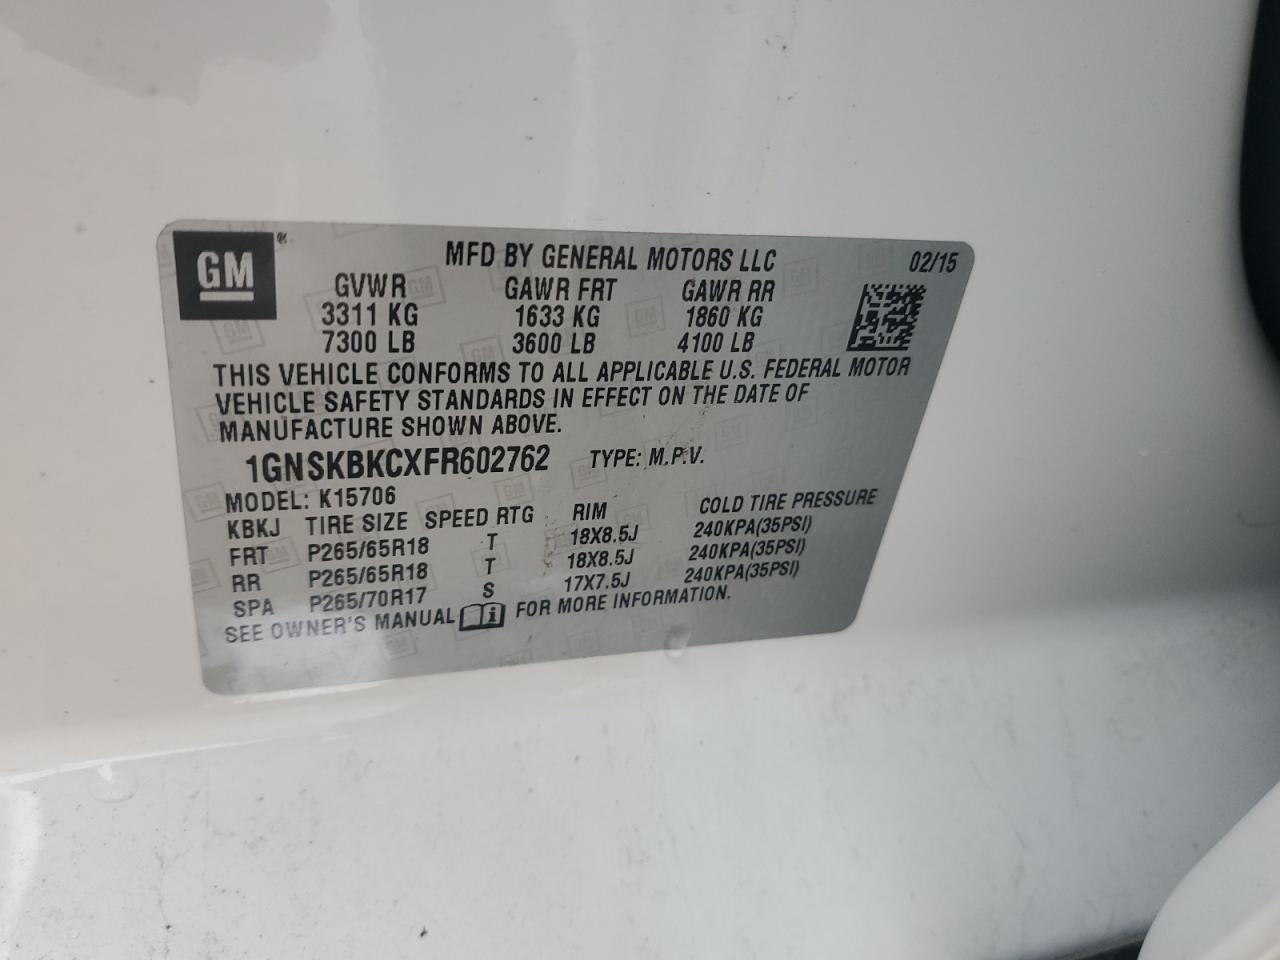 GM
MFD BY GENERAL MOTORS LLC 02/15
GVWR GAWR FRT GAWR RR
3311 KG 1633 KG 1860 KG
7300 LB 3600 LB 4100 LB
THIS VEHICLE CONFORMS TO ALL APPLICABLE U.S. FEDERAL MOTOR
VEHICLE SAFETY STANDARDS IN EFFECT ON THE DATE OF
MANUFACTURE SHOWN ABOVE.
1GNSKBKCXFR602762 TYPE: M.P.V.
MODEL: K15706
KBKJ TIRE SIZE SPEED RTG RIM COLD TIRE PRESSURE
FRT P265/65R18 T 18X8.5J 240KPA(35PSI)
RR P265/65R18 T 18X8.5J 240KPA(35PSI)
SPA P265/70R17 S 17X7.5J 240KPA(35PSI)
SEE OWNER'S MANUAL FOR MORE INFORMATION.